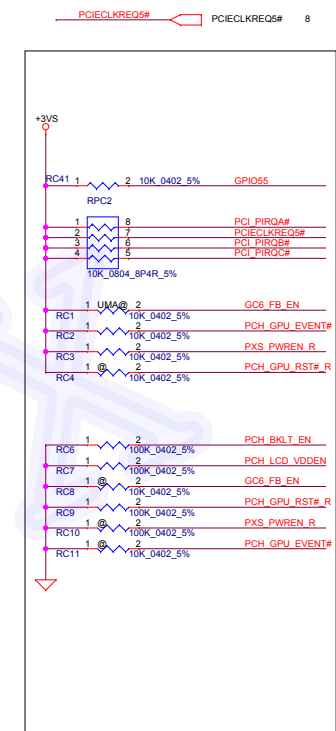 PCIECLKREQ5# PCIECLKREQ5# 8
+3VS
RC41 1 2 10K_0402_5% GPIO55
RPC2
1 8 PCI_PIRQA#
2 7 PCIECLKREQ5#
3 6 PCI_PIRQB#
4 5 PCI_PIRQC#
10K_0804_8P4R_5%
1 UMA@ 2 GC6_FB_EN
RC1 10K_0402_5%
1 2 PCH_GPU_EVENT#
RC2 10K_0402_5%
1 2 PXS_PWREN_R
RC3 10K_0402_5%
1 @ 2 PCH_GPU_RST#_R
RC4 10K_0402_5%
1 2 PCH_BKLT_EN
RC6 100K_0402_5%
1 2 PCH_LCD_VDDEN
RC7 100K_0402_5%
1 @ 2 GC6_FB_EN
RC8 10K_0402_5%
1 2 PCH_GPU_RST#_R
RC9 100K_0402_5%
1 @ 2 PXS_PWREN_R
RC10 10K_0402_5%
1 @ 2 PCH_GPU_EVENT#
RC11 10K_0402_5%